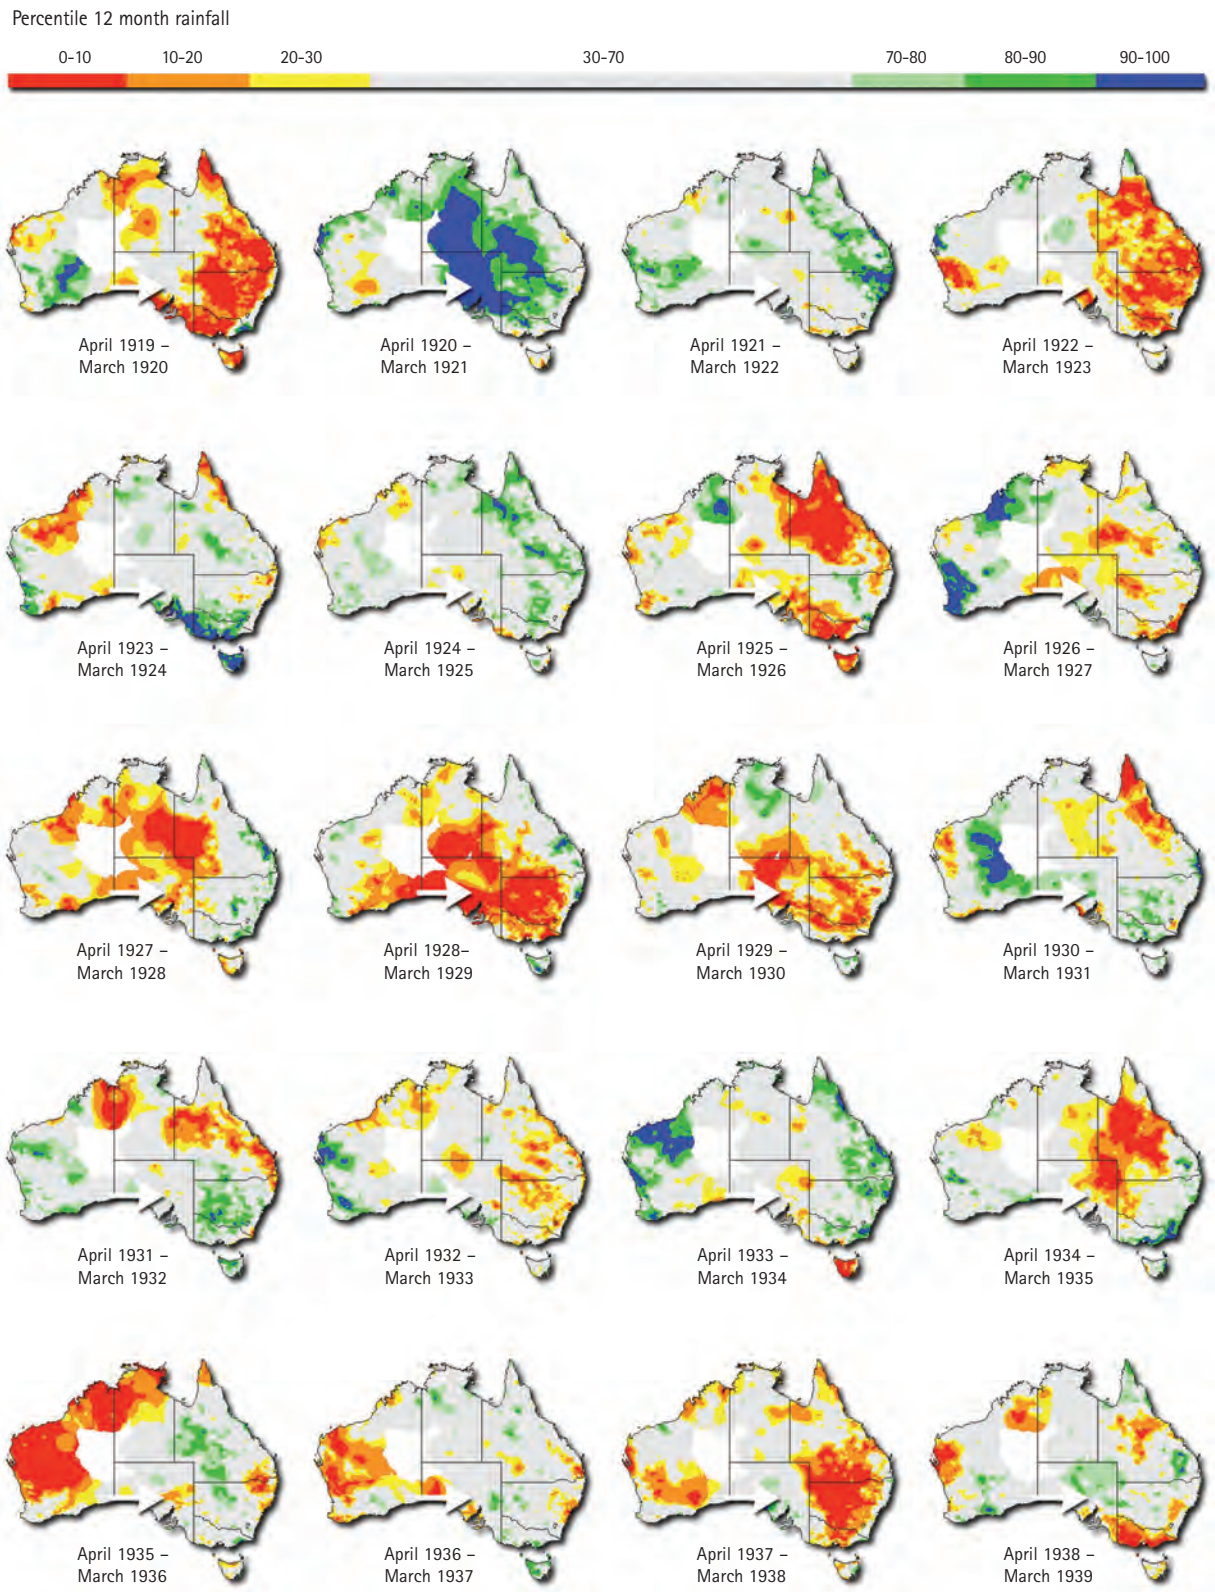 Percentile 12 month rainfall
0-10 10-20 20-30 30-70 70-80 80-90 90-100
April 1919 –
March 1920
April 1920 –
March 1921
April 1921 –
March 1922
April 1922 –
March 1923
April 1923 –
March 1924
April 1924 –
March 1925
April 1925 –
March 1926
April 1926 –
March 1927
April 1927 –
March 1928
April 1928–
March 1929
April 1929 –
March 1930
April 1930 –
March 1931
April 1931 –
March 1932
April 1932 –
March 1933
April 1933 –
March 1934
April 1934 –
March 1935
April 1935 –
March 1936
April 1936 –
March 1937
April 1937 –
March 1938
April 1938 –
March 1939